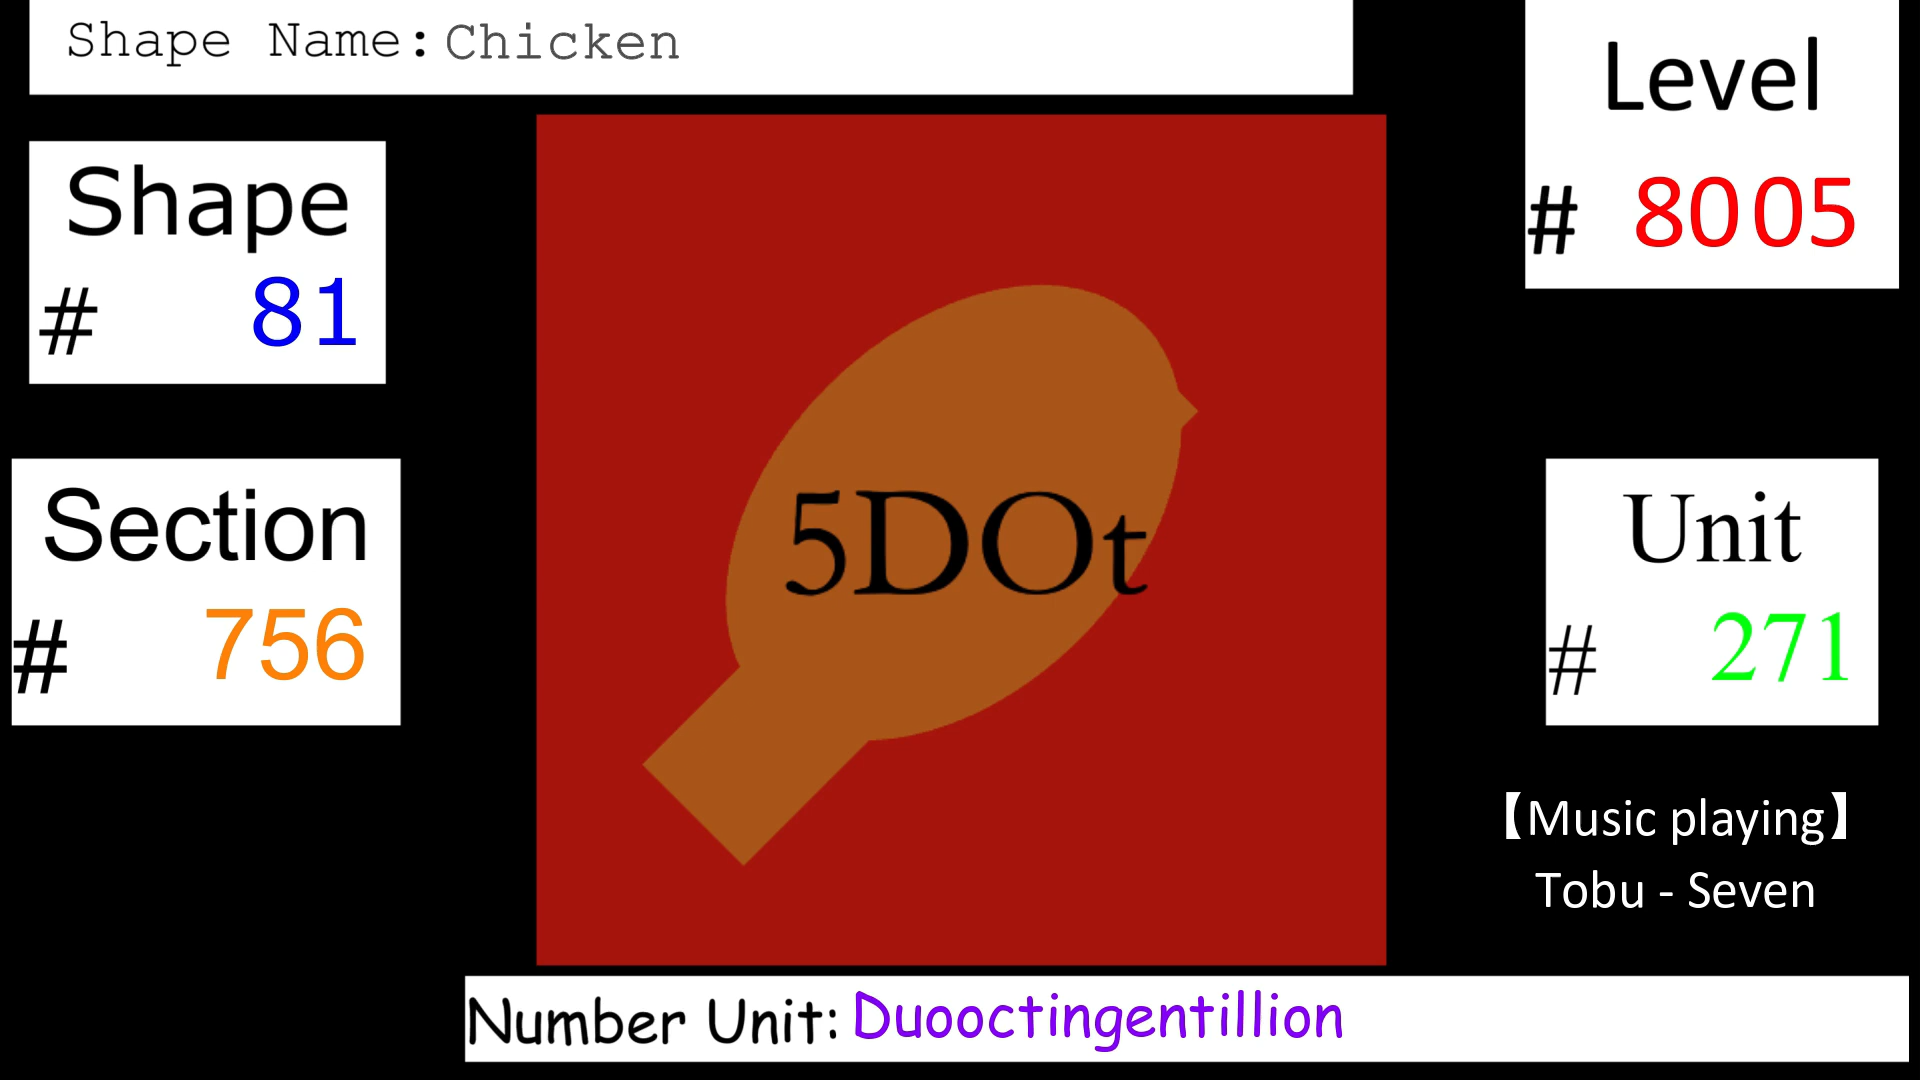 Shape Name: Chicken
Level
# 8005
Shape
# 81
5DOt
Section
# 756
Unit
# 271
【Music playing】
Tobu - Seven
Number Unit: Duooctingentillion